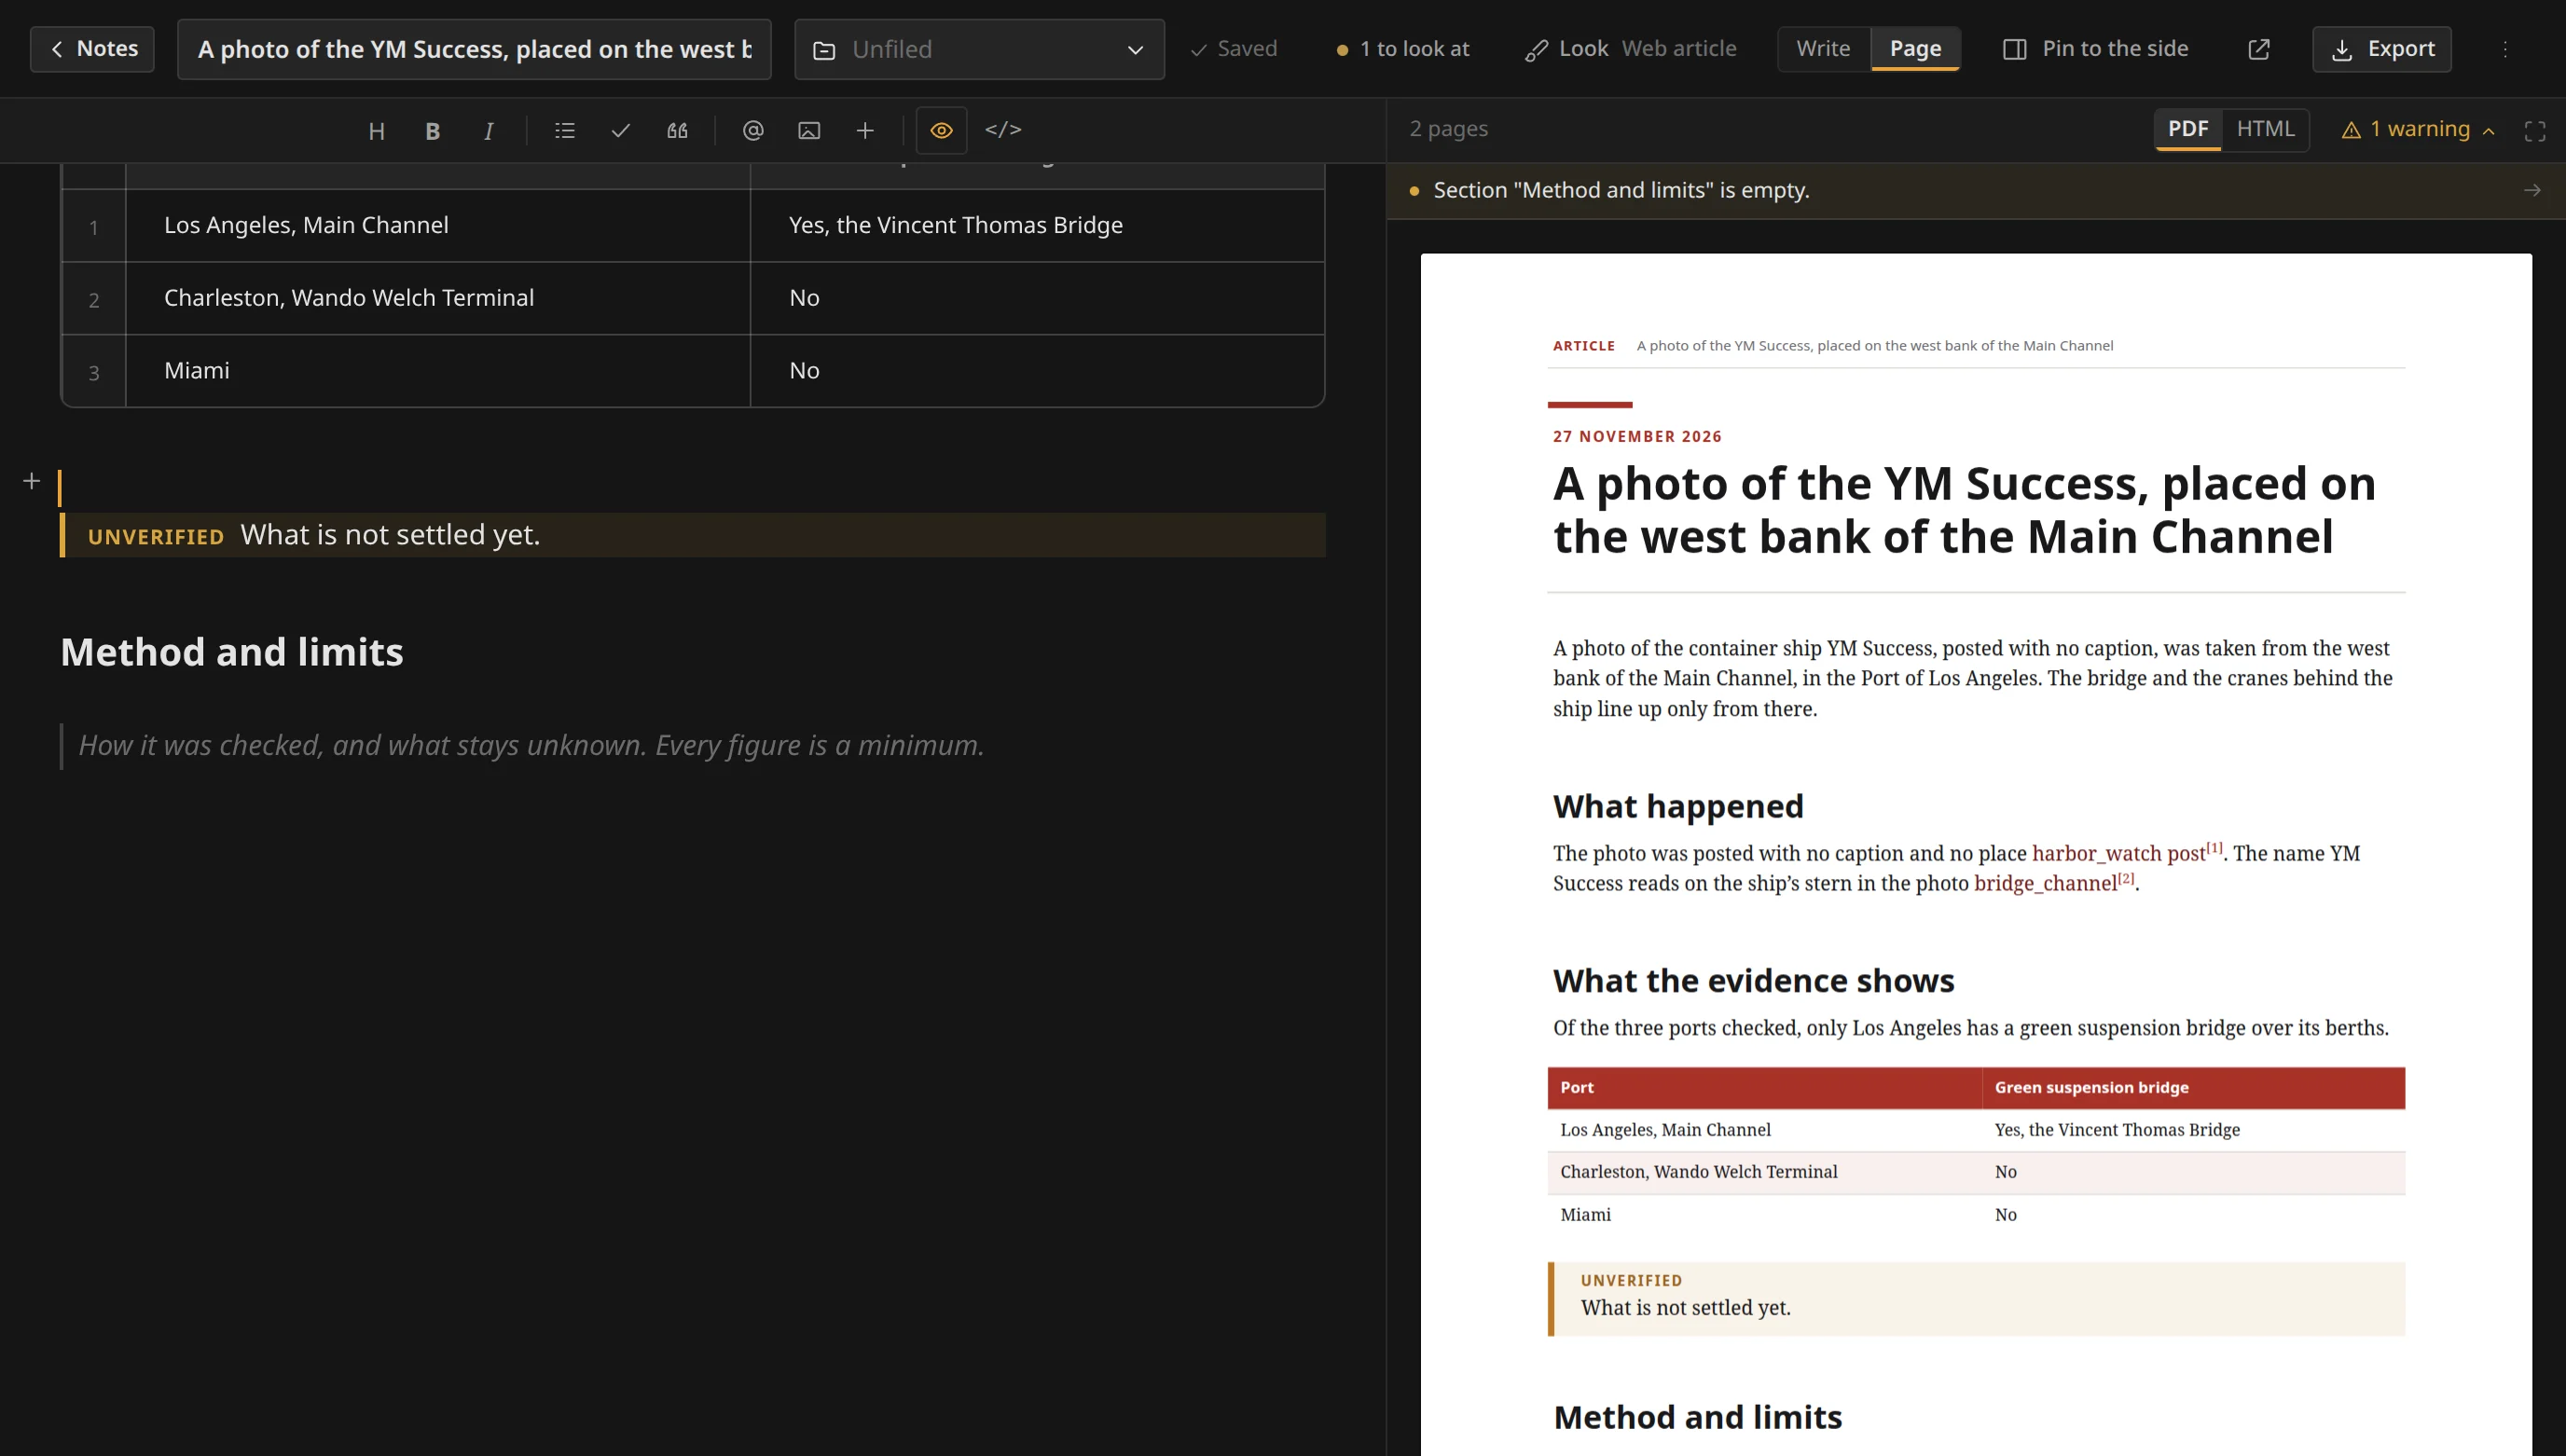 Notes
A photo of the YM Success, placed on the west b
Unfiled
Saved
1 to look at
Look Web article
Write
Page
Pin to the side
Export
H B I @ + </>
2 pages
PDF
HTML
1 warning
Section "Method and limits" is empty.
1 Los Angeles, Main Channel Yes, the Vincent Thomas Bridge
2 Charleston, Wando Welch Terminal No
3 Miami No
+
UNVERIFIED What is not settled yet.
Method and limits
How it was checked, and what stays unknown. Every figure is a minimum.
ARTICLE A photo of the YM Success, placed on the west bank of the Main Channel
27 NOVEMBER 2026
A photo of the YM Success, placed on
the west bank of the Main Channel
A photo of the container ship YM Success, posted with no caption, was taken from the west
bank of the Main Channel, in the Port of Los Angeles. The bridge and the cranes behind the
ship line up only from there.
What happened
The photo was posted with no caption and no place harbor_watch post[1]. The name YM
Success reads on the ship’s stern in the photo bridge_channel[2].
What the evidence shows
Of the three ports checked, only Los Angeles has a green suspension bridge over its berths.
Port Green suspension bridge
Los Angeles, Main Channel Yes, the Vincent Thomas Bridge
Charleston, Wando Welch Terminal No
Miami No
UNVERIFIED
What is not settled yet.
Method and limits